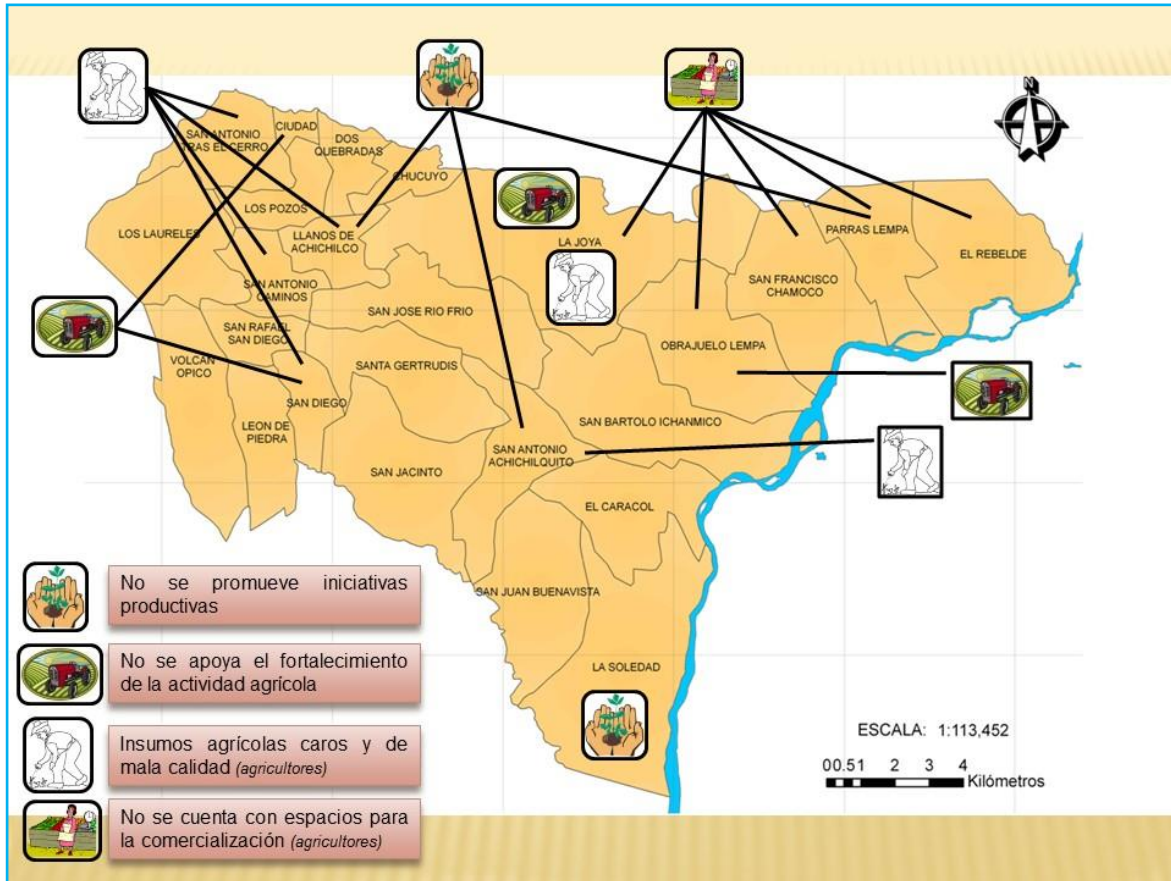 N
SAN ANTONIO
TRAS EL CERRO
CIUDAD
DOS
QUEBRADAS
CHUCUYO
LOS POZOS
LOS LAURELES
LLANOS DE
ACHICHILCO
LA JOYA
PARRAS LEMPA
EL REBELDE
SAN FRANCISCO
CHAMOCO
SAN ANTONIO
CAMINOS
SAN JOSE RIO FRIO
SAN RAFAEL
SAN DIEGO
OBRAJUELO LEMPA
VOLCAN
OPICO
SANTA GERTRUDIS
SAN DIEGO
LEON DE
PIEDRA
SAN BARTOLO ICHANMICO
SAN ANTONIO
ACHICHILQUITO
SAN JACINTO
EL CARACOL
SAN JUAN BUENAVISTA
LA SOLEDAD
No se promueve iniciativas
productivas
No se apoya el fortalecimiento
de la actividad agrícola
Insumos agrícolas caros y de
mala calidad (agricultores)
No se cuenta con espacios para
la comercialización (agricultores)
ESCALA: 1:113,452
0 0.5 1 2 3 4
Kilómetros